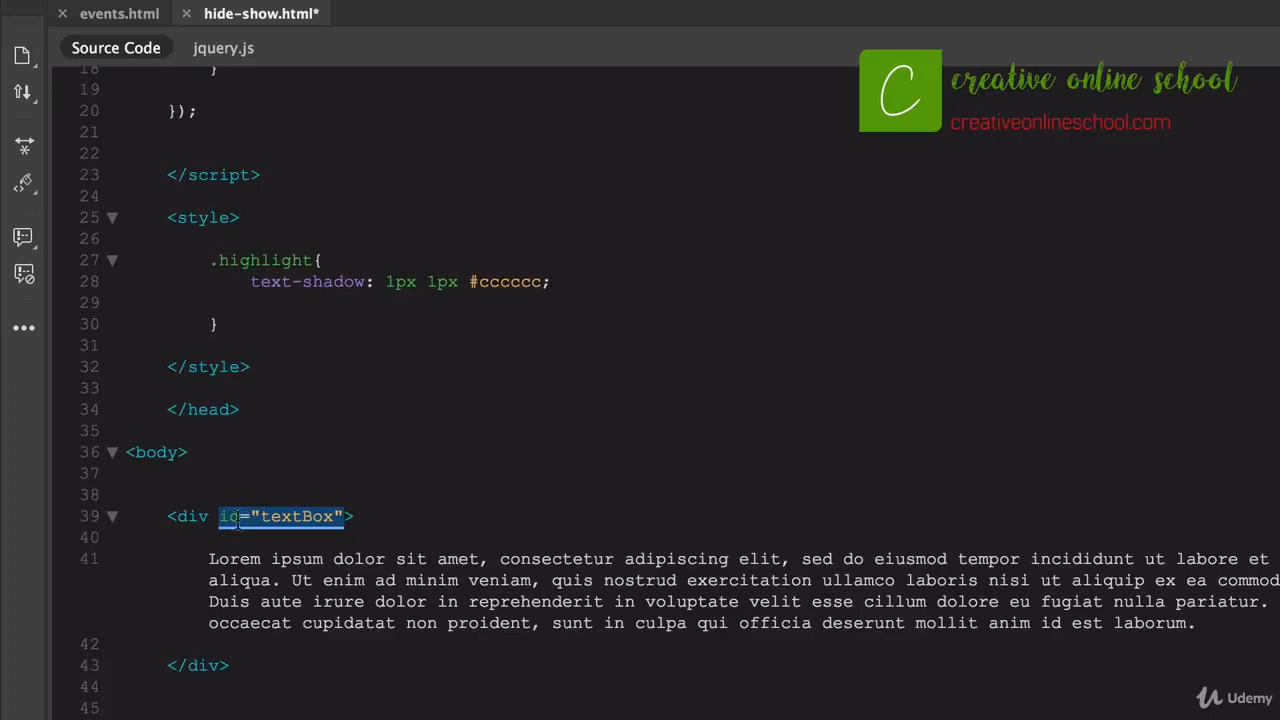 events.html
hide-show.html*
Source Code
jquery.js
C
creative online school
creativeonlineschool.com
18 }
19
20 });
21
22
23 </script>
24
25 <style>
26
27 .highlight{
28 text-shadow: 1px 1px #cccccc;
29
30 }
31
32 </style>
33
34 </head>
35
36 <body>
37
38
39 <div id="textBox">
40
41 Lorem ipsum dolor sit amet, consectetur adipiscing elit, sed do eiusmod tempor incididunt ut labore et
aliqua. Ut enim ad minim veniam, quis nostrud exercitation ullamco laboris nisi ut aliquip ex ea commod
Duis aute irure dolor in reprehenderit in voluptate velit esse cillum dolore eu fugiat nulla pariatur.
occaecat cupidatat non proident, sunt in culpa qui officia deserunt mollit anim id est laborum.
42
43 </div>
44
45
Udemy